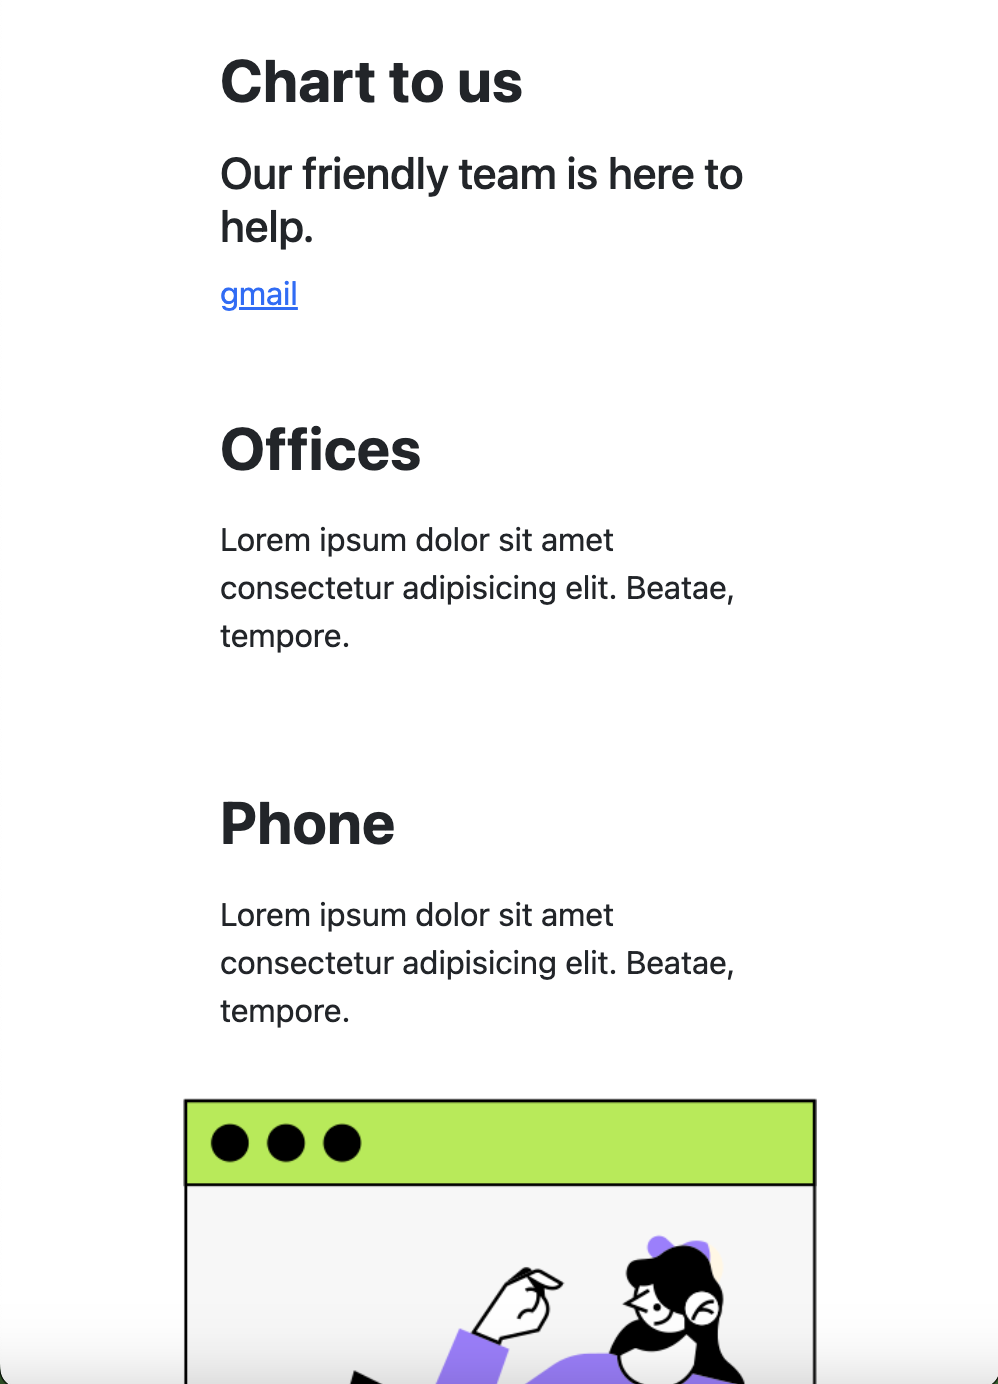 Chart to us
Our friendly team is here to
help.
gmail
Offices
Lorem ipsum dolor sit amet
consectetur adipisicing elit. Beatae,
tempore.
Phone
Lorem ipsum dolor sit amet
consectetur adipisicing elit. Beatae,
tempore.